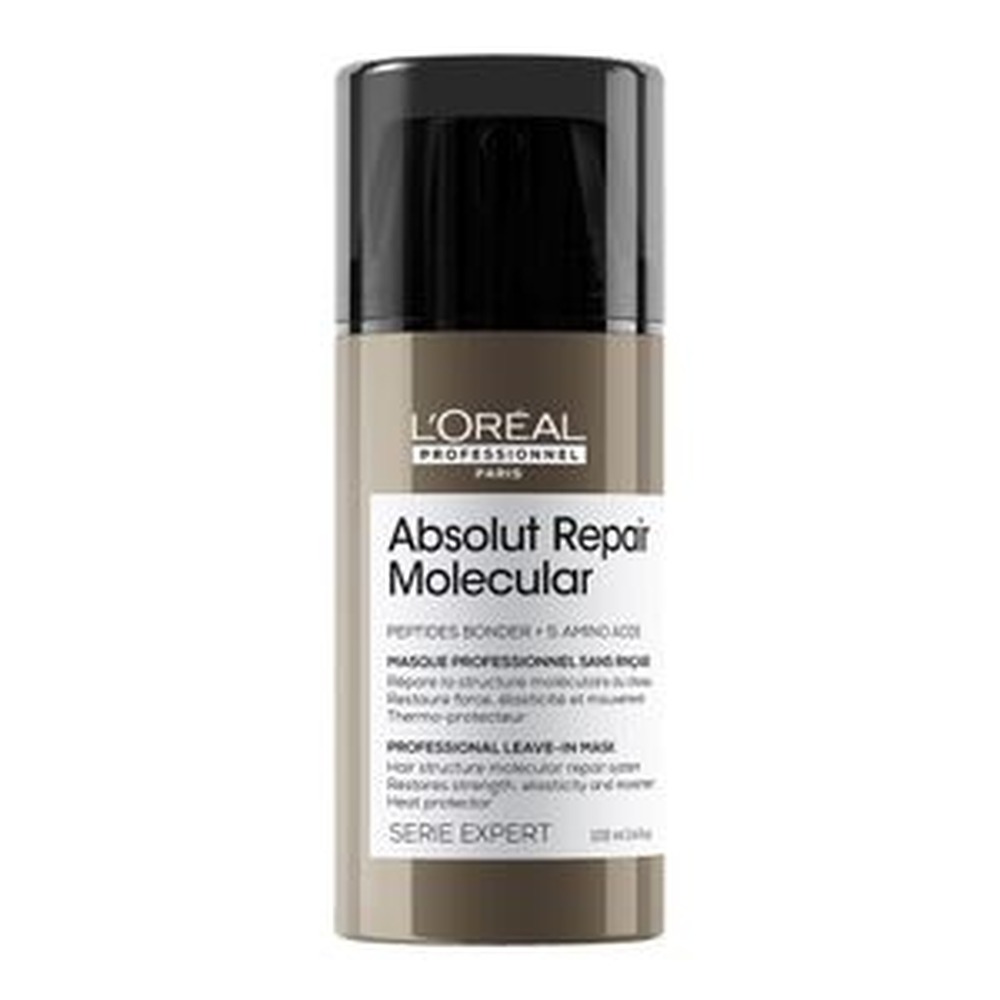 L'ORÉAL
PROFESSIONNEL
PARIS
Absolut Repair
Molecular
PEPTIDES BONDER + 5 AMINO ACIDS
MASQUE PROFESSIONNEL SANS RINÇAGE
Répare la structure moléculaire du
Restaure force, élasticité et
Thermo-protecteur
PROFESSIONAL LEAVE-IN MASK
Hair structure molecular repair
Restores strength, elasticity and
Heat protector
SERIE EXPERT